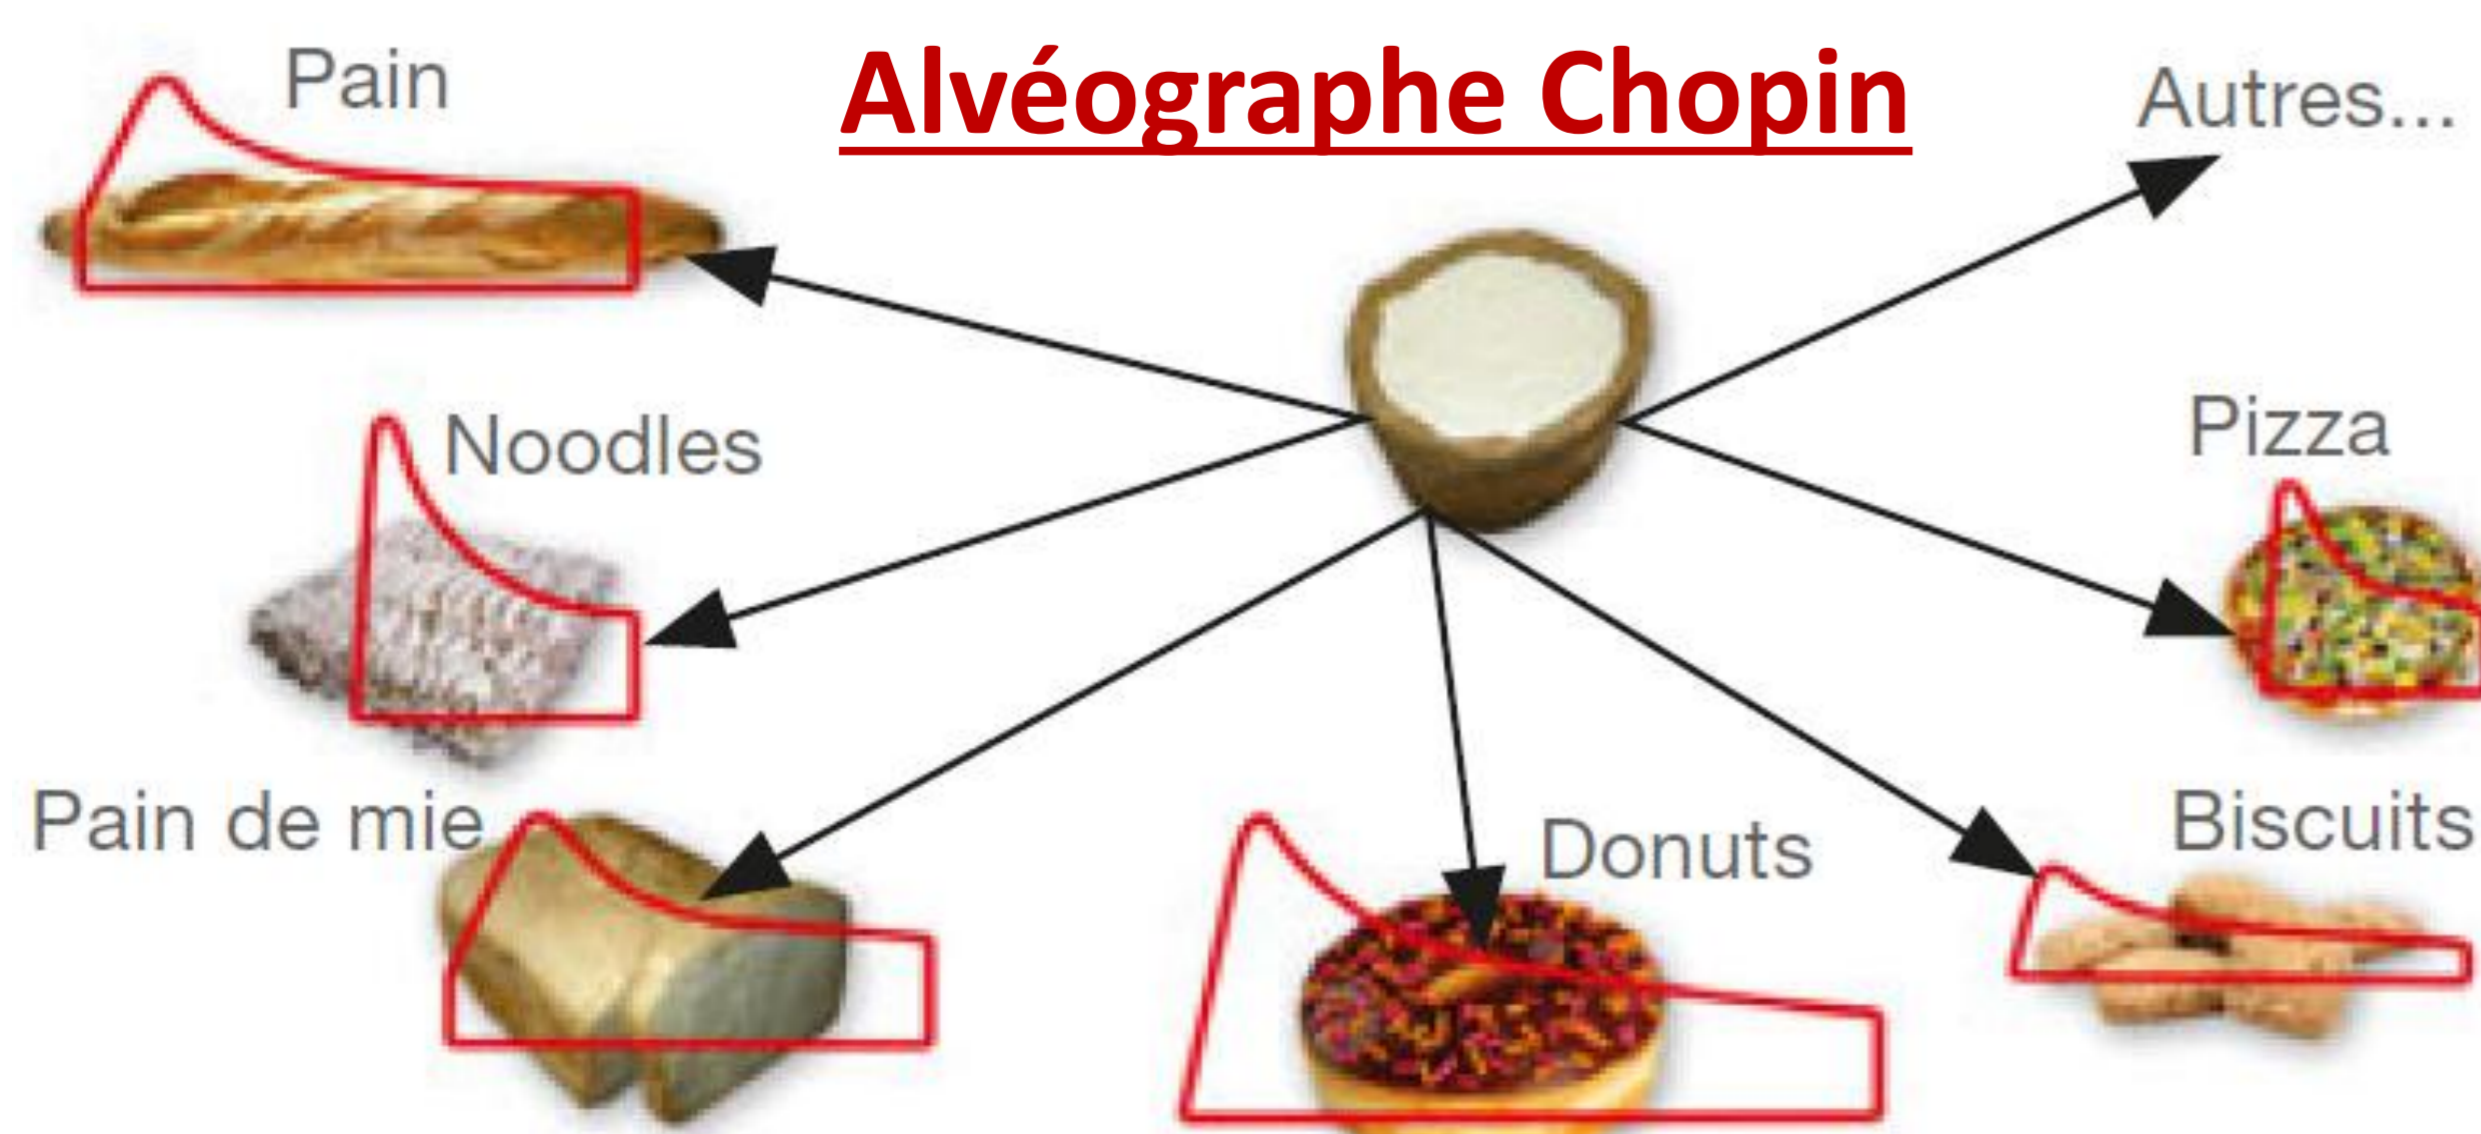 Alvéographe Chopin
Pain
Autres...
Noodles
Pizza
Pain de mie
Donuts
Biscuits